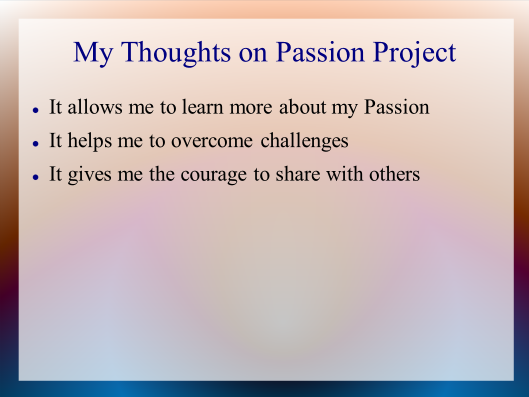 My Thoughts on Passion Project
• It allows me to learn more about my Passion
• It helps me to overcome challenges
• It gives me the courage to share with others